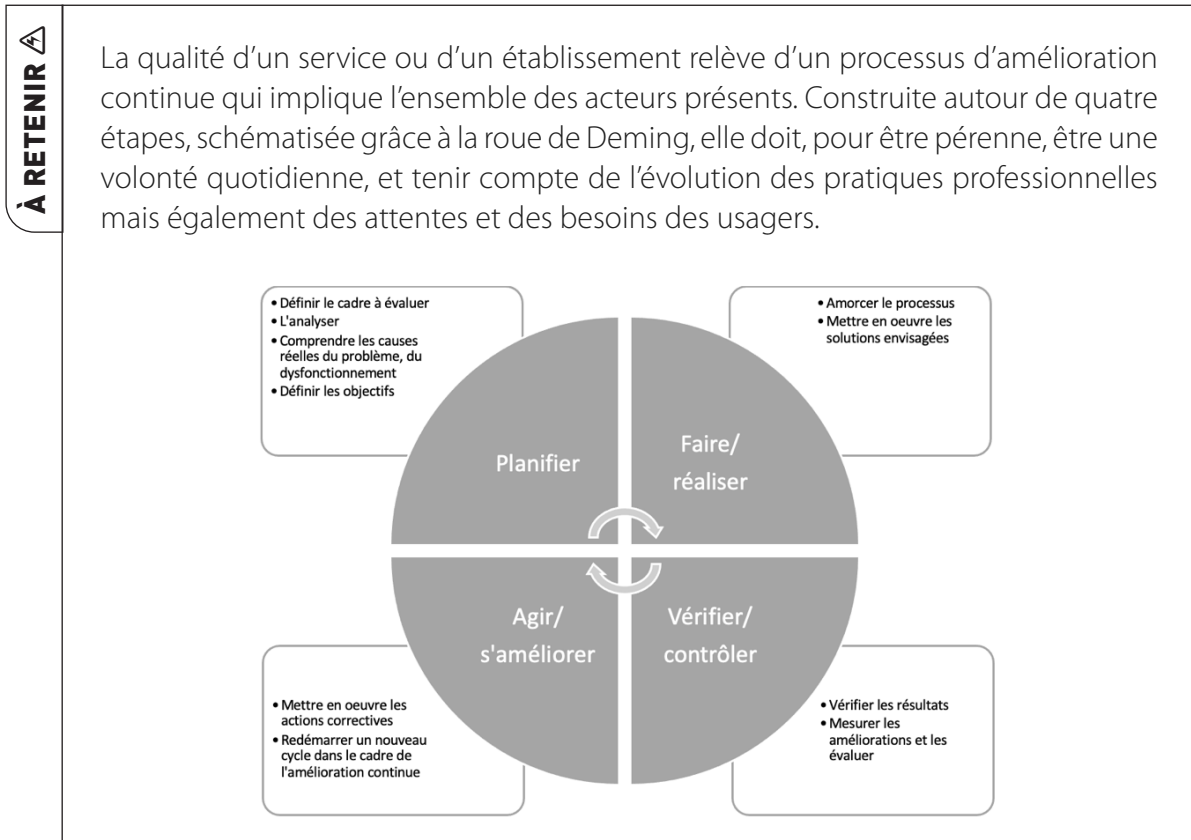 À RETENIR
La qualité d'un service ou d'un établissement relève d'un processus d'amélioration
continue qui implique l'ensemble des acteurs présents. Construite autour de quatre
étapes, schématisée grâce à la roue de Deming, elle doit, pour être pérenne, être une
volonté quotidienne, et tenir compte de l'évolution des pratiques professionnelles
mais également des attentes et des besoins des usagers.
• Définir le cadre à évaluer
• L'analyser
• Comprendre les causes
réelles du problème, du
dysfonctionnement
• Définir les objectifs
• Amorcer le processus
• Mettre en oeuvre les
solutions envisagées
Planifier
Faire/
réaliser
Agir/
s'améliorer
Vérifier/
contrôler
• Mettre en oeuvre les
actions correctives
• Redémarrer un nouveau
cycle dans le cadre de
l'amélioration continue
• Vérifier les résultats
• Mesurer les
améliorations et les
évaluer